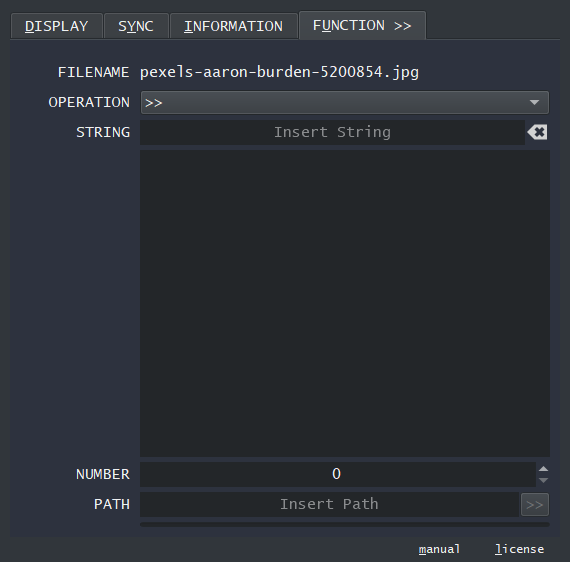 DISPLAY SYNC INFORMATION FUNCTION >>
FILENAME pexels-aaron-burden-5200854.jpg
OPERATION >>
STRING Insert String
NUMBER 0
PATH Insert Path >>
manual license